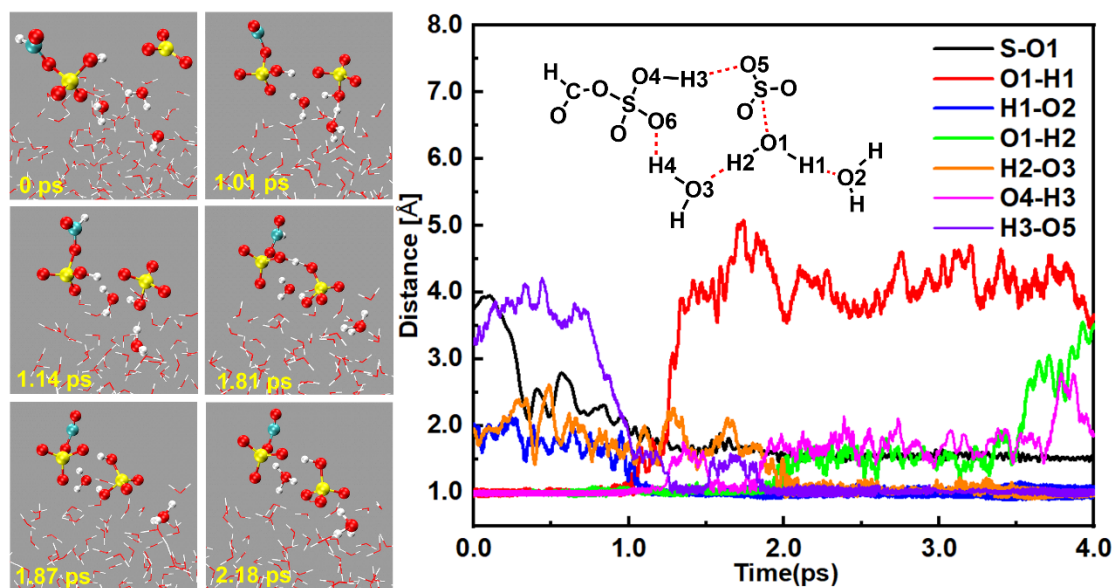 0 ps
1.01 ps
1.14 ps
1.81 ps
1.87 ps
2.18 ps
Distance [Å]
8.0
7.0
6.0
5.0
4.0
3.0
2.0
1.0
0.0 1.0 2.0 3.0 4.0
Time(ps)
S-O1
O1-H1
H1-O2
O1-H2
H2-O3
O4-H3
H3-O5
O4 H3 O5
H C O S S O
O O O6 O O1
H4 H2 H1 H
O3 O2
H H